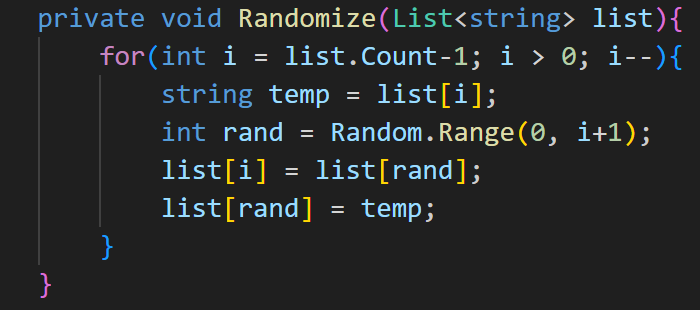 private void Randomize(List<string> list){
    for(int i = list.Count-1; i > 0; i--){
        string temp = list[i];
        int rand = Random.Range(0, i+1);
        list[i] = list[rand];
        list[rand] = temp;
    }
}